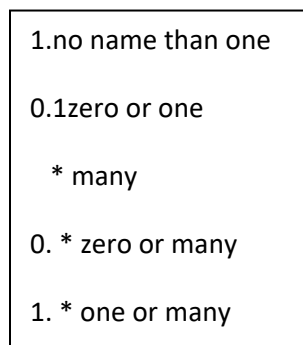 1.no name than one
0.1zero or one
* many
0. * zero or many
1. * one or many